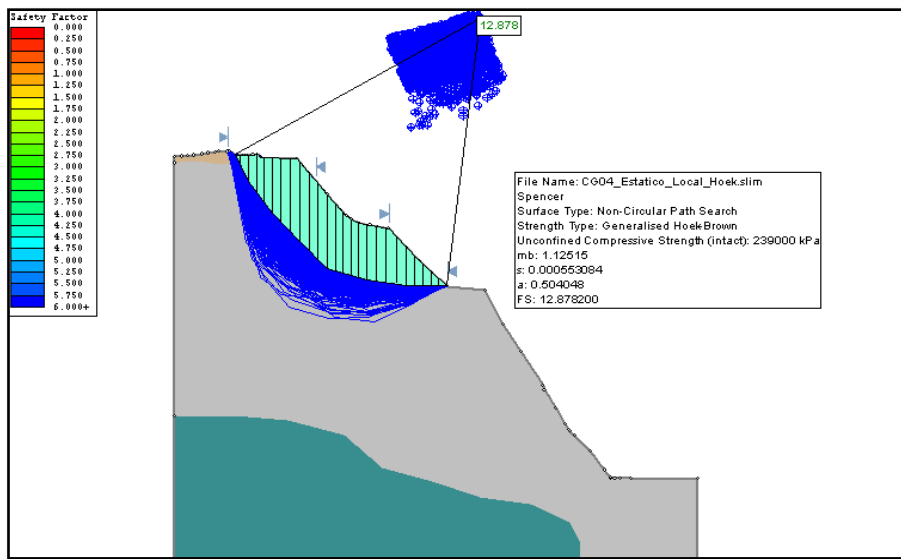 Safety Factor
0.000
0.250
0.500
0.750
1.000
1.250
1.500
1.750
2.000
2.250
2.500
2.750
3.000
3.250
3.500
3.750
4.000
4.250
4.500
4.750
5.000
5.250
5.500
5.750
6.000+
12.878
File Name: CG04_Estatico_Local_Hoek.slim
Spencer
Surface Type: Non-Circular Path Search
Strength Type: Generalised Hoek-Brown
Unconfined Compressive Strength (intact): 239000 kPa
mb: 1.12515
s: 0.000553084
a: 0.504048
FS: 12.878200